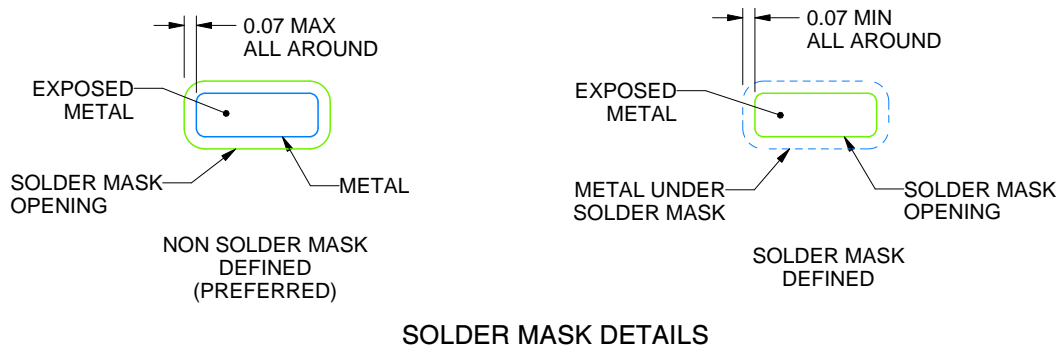 0.07 MAX
ALL AROUND
EXPOSED
METAL
SOLDER MASK
OPENING
METAL
NON SOLDER MASK
DEFINED
(PREFERRED)
0.07 MIN
ALL AROUND
EXPOSED
METAL
METAL UNDER
SOLDER MASK
SOLDER MASK
OPENING
SOLDER MASK
DEFINED
SOLDER MASK DETAILS